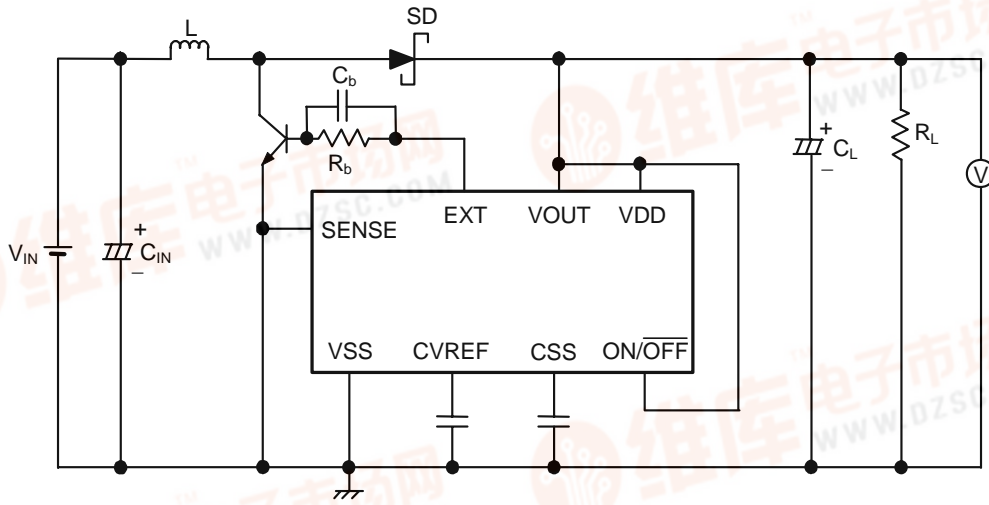 L
SD
Cb
Rb
+
CL
−
RL
V
EXT
VOUT
VDD
SENSE
VIN
+
CIN
−
VSS
CVREF
CSS
ON/OFF
维库电子市场网
WWW.DZSC.COM